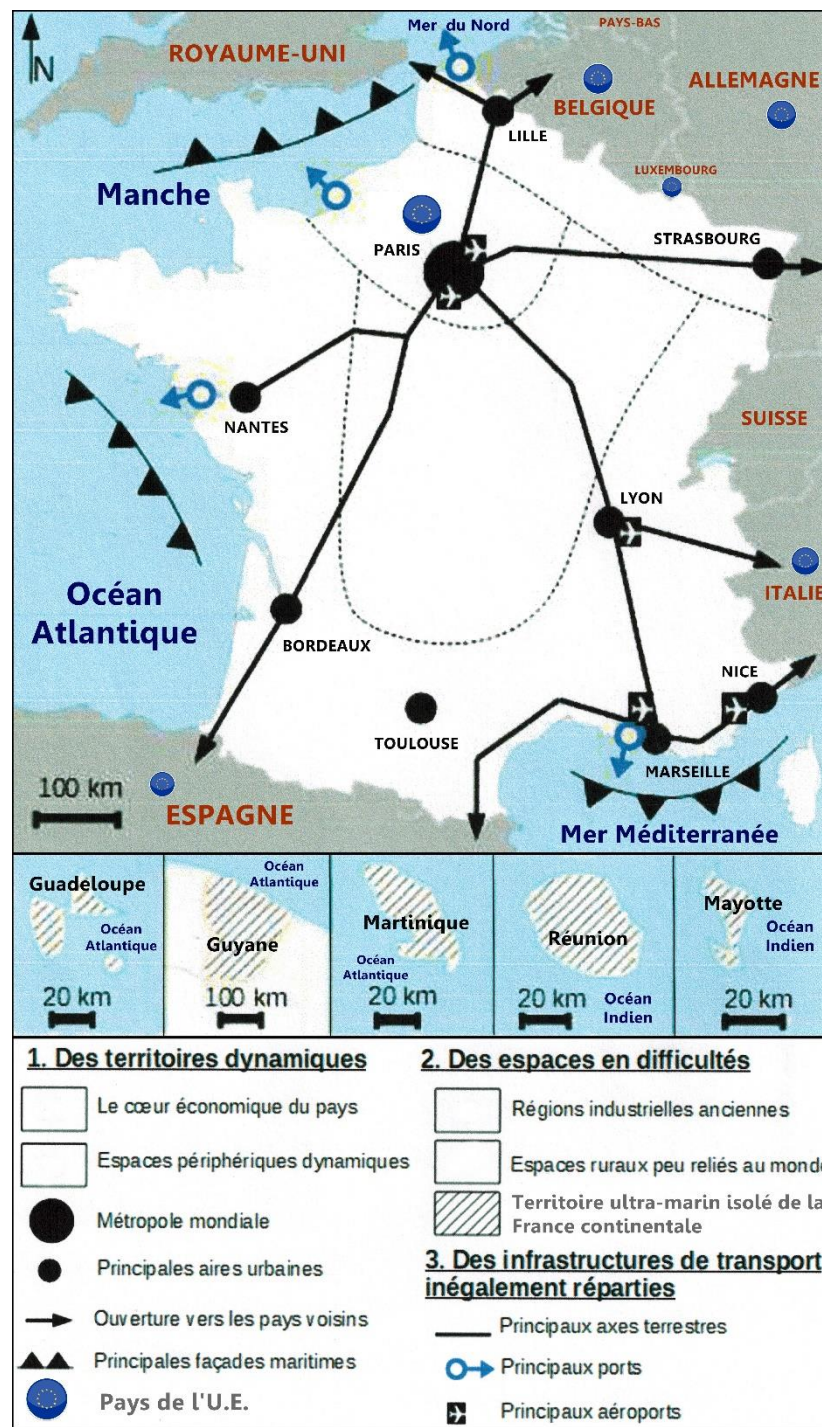 Mer du Nord
PAYS-BAS
ROYAUME-UNI
N
ALLEMAGNE
BELGIQUE
LILLE
LUXEMBOURG
Manche
PARIS
STRASBOURG
NANTES
SUISSE
LYON
Océan
Atlantique
ITALIE
BORDEAUX
NICE
TOULOUSE
MARSEILLE
100 km
ESPAGNE
Mer Méditerranée
Guadeloupe
Océan
Atlantique
20 km
Océan
Atlantique
Guyane
100 km
Martinique
Océan
Atlantique
20 km
Réunion
20 km
Océan
Indien
Mayotte
Océan
Indien
20 km
1. Des territoires dynamiques
Le cœur économique du pays
Espaces périphériques dynamiques
Métropole mondiale
Principales aires urbaines
Ouverture vers les pays voisins
Principales façades maritimes
Pays de l'U.E.
2. Des espaces en difficultés
Régions industrielles anciennes
Espaces ruraux peu reliés au monde
Territoire ultra-marin isolé de la
France continentale
3. Des infrastructures de transport
inégalement réparties
Principaux axes terrestres
Principaux ports
Principaux aéroports